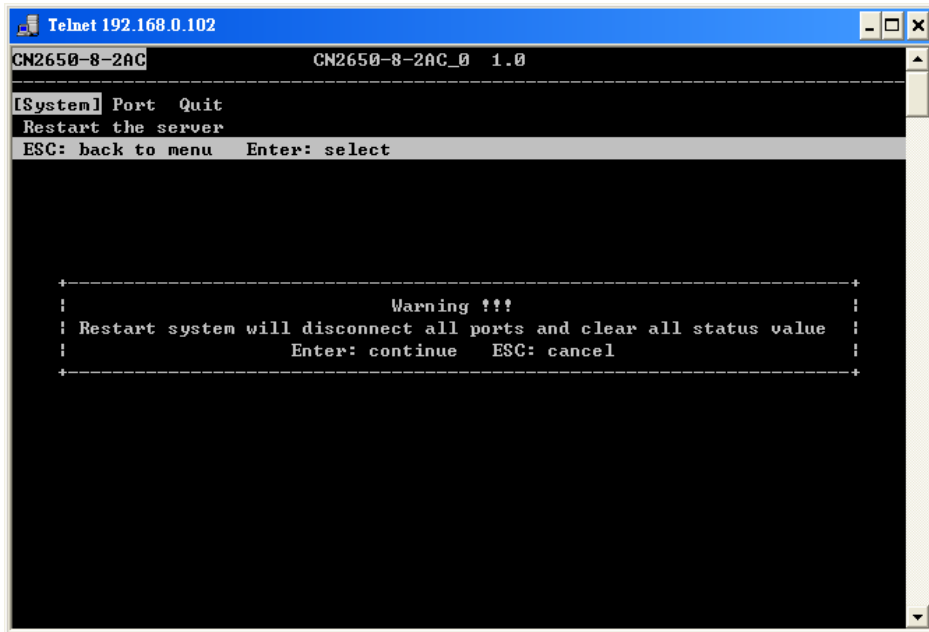 Telnet 192.168.0.102
CN2650-8-2AC CN2650-8-2AC_0 1.0
[System] Port Quit
Restart the server
ESC: back to menu Enter: select
Warning !!!
Restart system will disconnect all ports and clear all status value
Enter: continue ESC: cancel